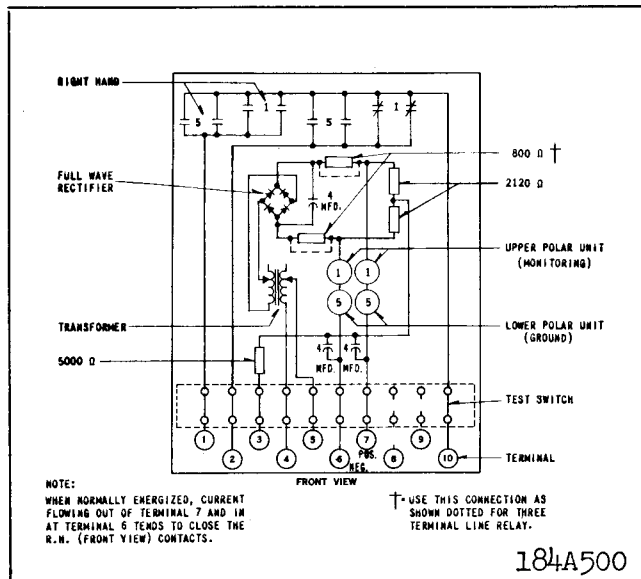 RIGHT HAND
5
1
5
1
800 Ω †
FULL WAVE
RECTIFIER
2120 Ω
4
MFD.
UPPER POLAR UNIT
(MONITORING)
1
1
5
5
LOWER POLAR UNIT
(GROUND)
TRANSFORMER
5000 Ω
4
MFD.
4
MFD.
TEST SWITCH
1
2
3
4
5
6
7
8
9
10
POS.
NEG.
TERMINAL
FRONT VIEW
NOTE:
WHEN NORMALLY ENERGIZED, CURRENT
FLOWING OUT OF TERMINAL 7 AND IN
AT TERMINAL 6 TENDS TO CLOSE THE
R.H. (FRONT VIEW) CONTACTS.
†- USE THIS CONNECTION AS
SHOWN DOTTED FOR THREE
TERMINAL LINE RELAY.
184A500